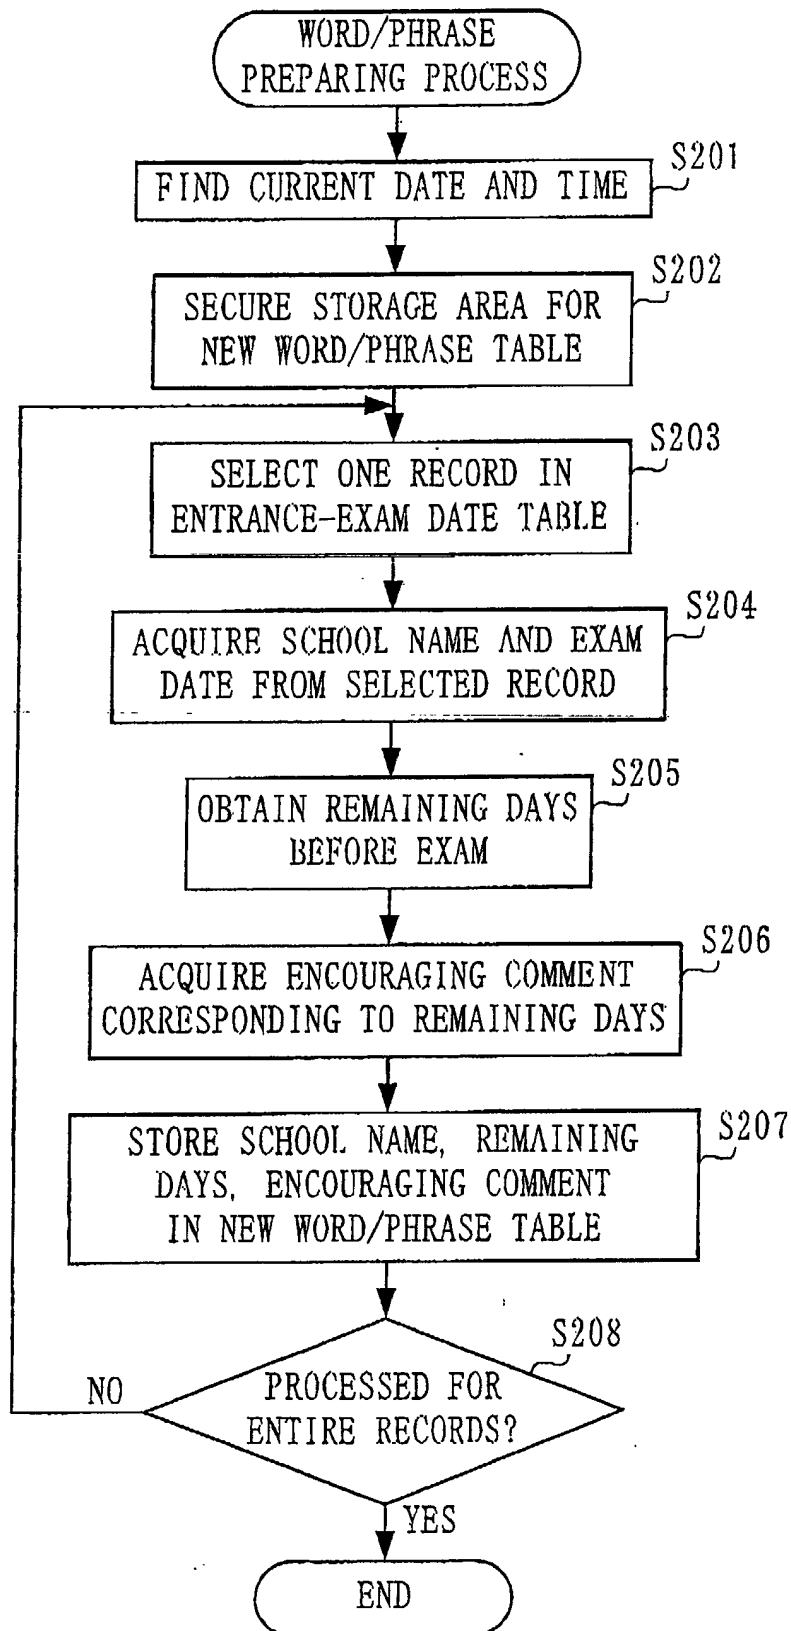 WORD/PHRASE
PREPARING PROCESS
S201
FIND CURRENT DATE AND TIME
S202
SECURE STORAGE AREA FOR
NEW WORD/PHRASE TABLE
S203
SELECT ONE RECORD IN
ENTRANCE-EXAM DATE TABLE
S204
ACQUIRE SCHOOL NAME AND EXAM
DATE FROM SELECTED RECORD
S205
OBTAIN REMAINING DAYS
BEFORE EXAM
S206
ACQUIRE ENCOURAGING COMMENT
CORRESPONDING TO REMAINING DAYS
S207
STORE SCHOOL NAME, REMAINING
DAYS, ENCOURAGING COMMENT
IN NEW WORD/PHRASE TABLE
S208
NO
PROCESSED FOR
ENTIRE RECORDS?
YES
END